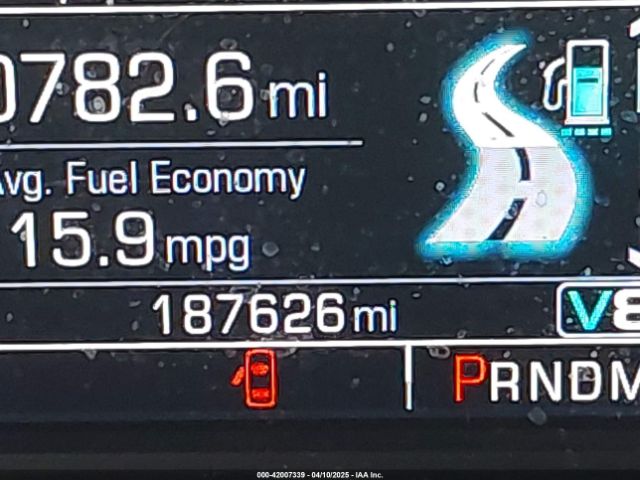 0782.6 mi
Avg. Fuel Economy
15.9 mpg
187626 mi
V8
PRNDM
000-42007339 - 04/10/2025 - IAA Inc.